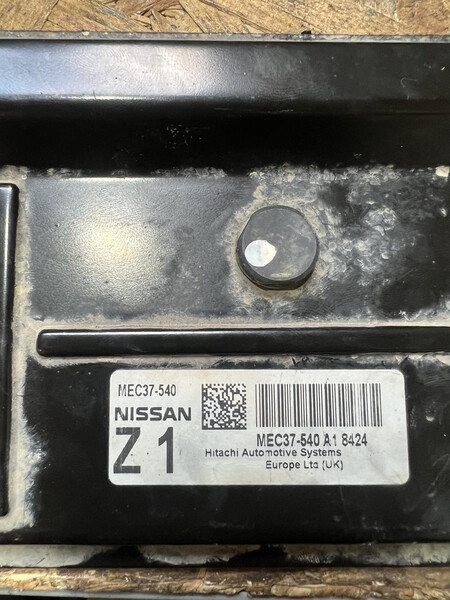 MEC37-540
NISSAN
Z 1
MEC37-540 A1 8424
Hitachi Automotive Systems
Europe Ltd (UK)